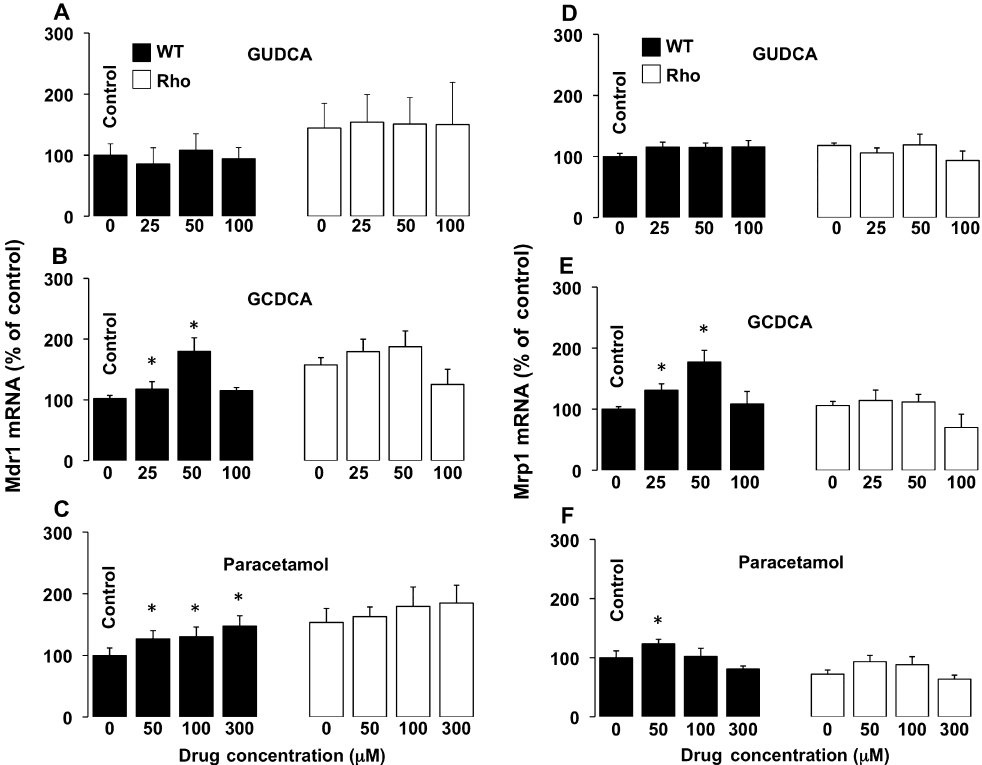 A
300
200
100
0
Control
WT
Rho
GUDCA
0 25 50 100 0 25 50 100
B
300
200
100
0
Control
GCDCA
* *
0 25 50 100 0 25 50 100
C
300
200
100
0
Control
Paracetamol
* * *
0 50 100 300 0 50 100 300
Drug concentration (μM)
Mdr1 mRNA (% of control)
D
300
200
100
0
Control
WT
Rho
GUDCA
0 25 50 100 0 25 50 100
E
300
200
100
0
Control
GCDCA
* *
0 25 50 100 0 25 50 100
F
300
200
100
0
Control
Paracetamol
*
0 50 100 300 0 50 100 300
Drug concentration (μM)
Mrp1 mRNA (% of control)